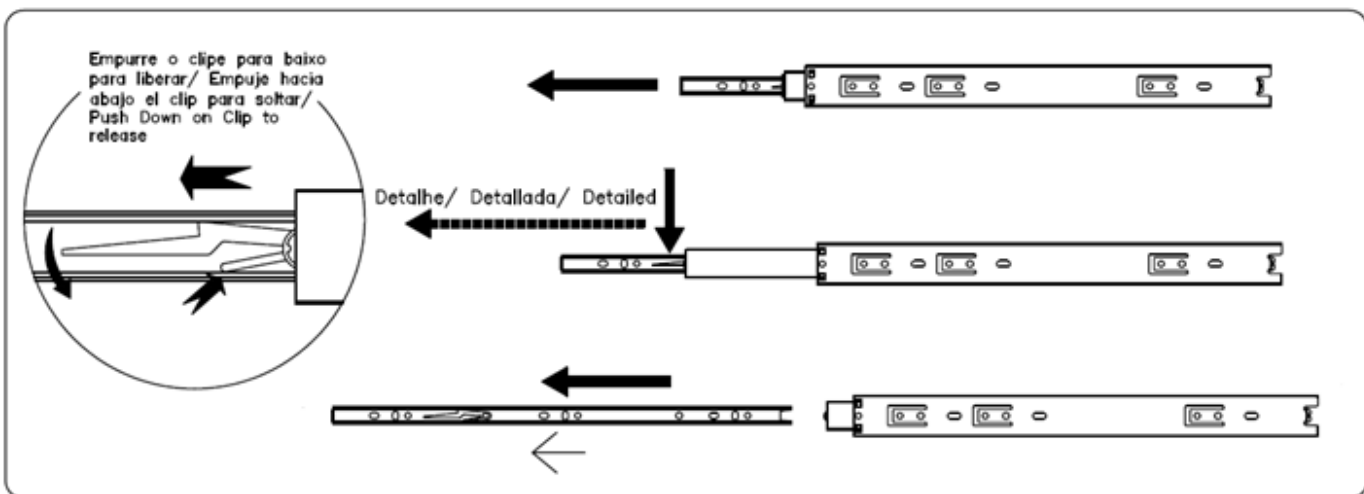 Empurre o clipe para baixo
para liberar/ Empuje hacia
abajo el clip para soltar/
Push Down on Clip to
release
Detalhe/ Detallada/ Detailed